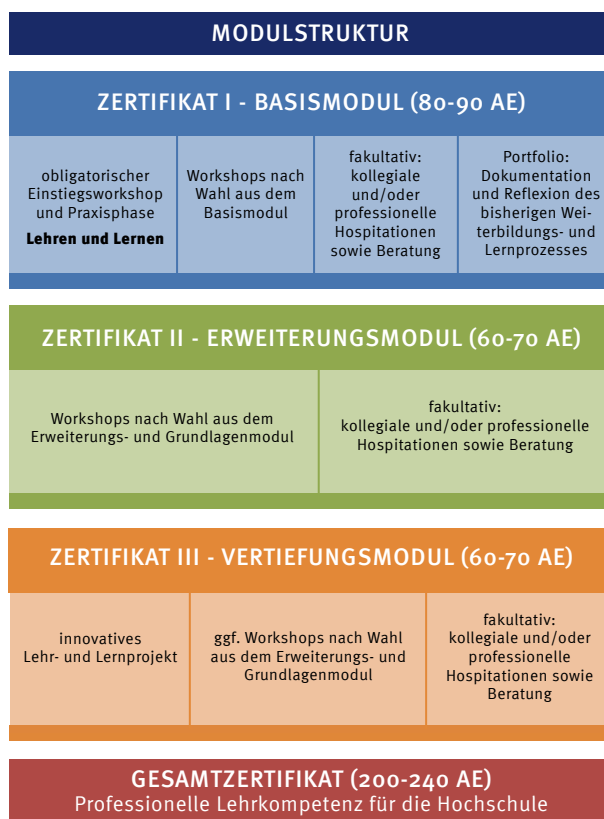 MODULSTRUKTUR
ZERTIFIKAT I - BASISMODUL (80-90 AE)
obligatorischer
Einstiegsworkshop
und Praxisphase
Lehren und Lernen
Workshops nach
Wahl aus dem
Basismodul
fakultativ:
kollegiale
und/oder
professionelle
Hospitationen
sowie Beratung
Portfolio:
Dokumentation
und Reflexion des
bisherigen Wei-
terbildungs- und
Lernprozesses
ZERTIFIKAT II - ERWEITERUNGSMODUL (60-70 AE)
Workshops nach Wahl aus dem
Erweiterungs- und Grundlagenmodul
fakultativ:
kollegiale und/oder professionelle
Hospitationen sowie Beratung
ZERTIFIKAT III - VERTIEFUNGSMODUL (60-70 AE)
innovatives
Lehr- und Lernprojekt
ggf. Workshops nach Wahl
aus dem Erweiterungs- und
Grundlagenmodul
fakultativ:
kollegiale und/oder
professionelle
Hospitationen sowie
Beratung
GESAMTZERTIFIKAT (200-240 AE)
Professionelle Lehrkompetenz für die Hochschule